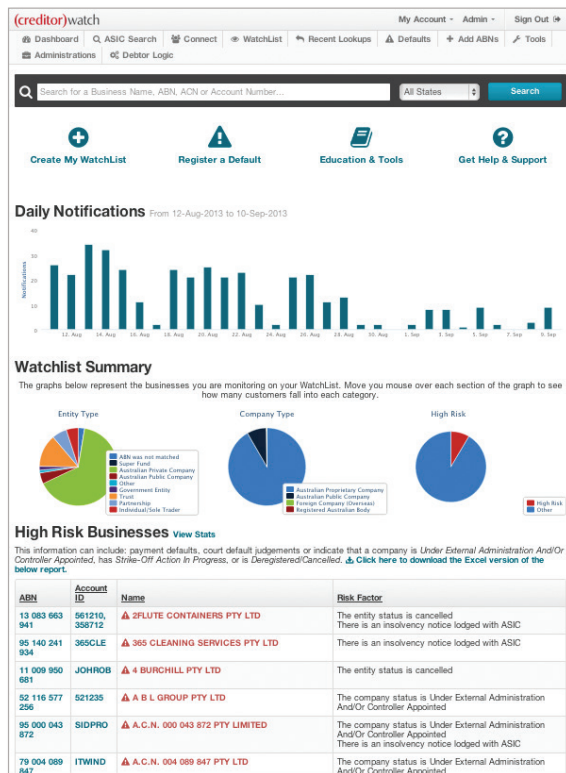 (creditor)watch
My Account Admin Sign Out
Dashboard ASIC Search Connect WatchList Recent Lookups Defaults Add ABNs Tools
Administrations Debtor Logic
Search for a Business Name, ABN, ACN or Account Number... All States Search
Create My WatchList Register a Default Education & Tools Get Help & Support
Daily Notifications From 12-Aug-2013 to 10-Sep-2013
40
30
20
10
0
Notifications
12. Aug 14. Aug 16. Aug 18. Aug 20. Aug 22. Aug 24. Aug 26. Aug 28. Aug 30. Aug 1. Sep 3. Sep 5. Sep 7. Sep 9. Sep
Watchlist Summary
The graphs below represent the businesses you are monitoring on your WatchList. Move you mouse over each section of the graph to see
how many customers fall into each category.
Entity Type Company Type High Risk
ABN was not matched
Super Fund
Australian Private Company
Australian Public Company
Other
Government Entity
Trust
Partnership
Individual/Sole Trader
Australian Proprietary Company
Australian Public Company
Foreign Company (Overseas)
Registered Australian Body
High Risk
Other
High Risk Businesses View Stats
This information can include; payment defaults, court default judgements or indicate that a company is Under External Administration And/Or
Controller Appointed, has Strike-Off Action In Progress, or is Deregistered/Cancelled. Click here to download the Excel version of the
below report.
ABN Account ID Name Risk Factor
13 083 663 941 561210, 358712 2FLUTE CONTAINERS PTY LTD The entity status is cancelled
There is an insolvency notice lodged with ASIC
95 140 241 934 365CLE 365 CLEANING SERVICES PTY LTD There is an insolvency notice lodged with ASIC
11 009 950 681 JOHROB 4 BURCHILL PTY LTD The entity status is cancelled
52 116 577 256 521235 A B L GROUP PTY LTD The company status is Under External Administration
And/Or Controller Appointed
95 000 043 872 SIDPRO A.C.N. 000 043 872 PTY LIMITED The company status is Under External Administration
And/Or Controller Appointed
There is an insolvency notice lodged with ASIC
79 004 089 847 ITWIND A.C.N. 004 089 847 PTY LTD The company status is Under External Administration
And/Or Controller Appointed